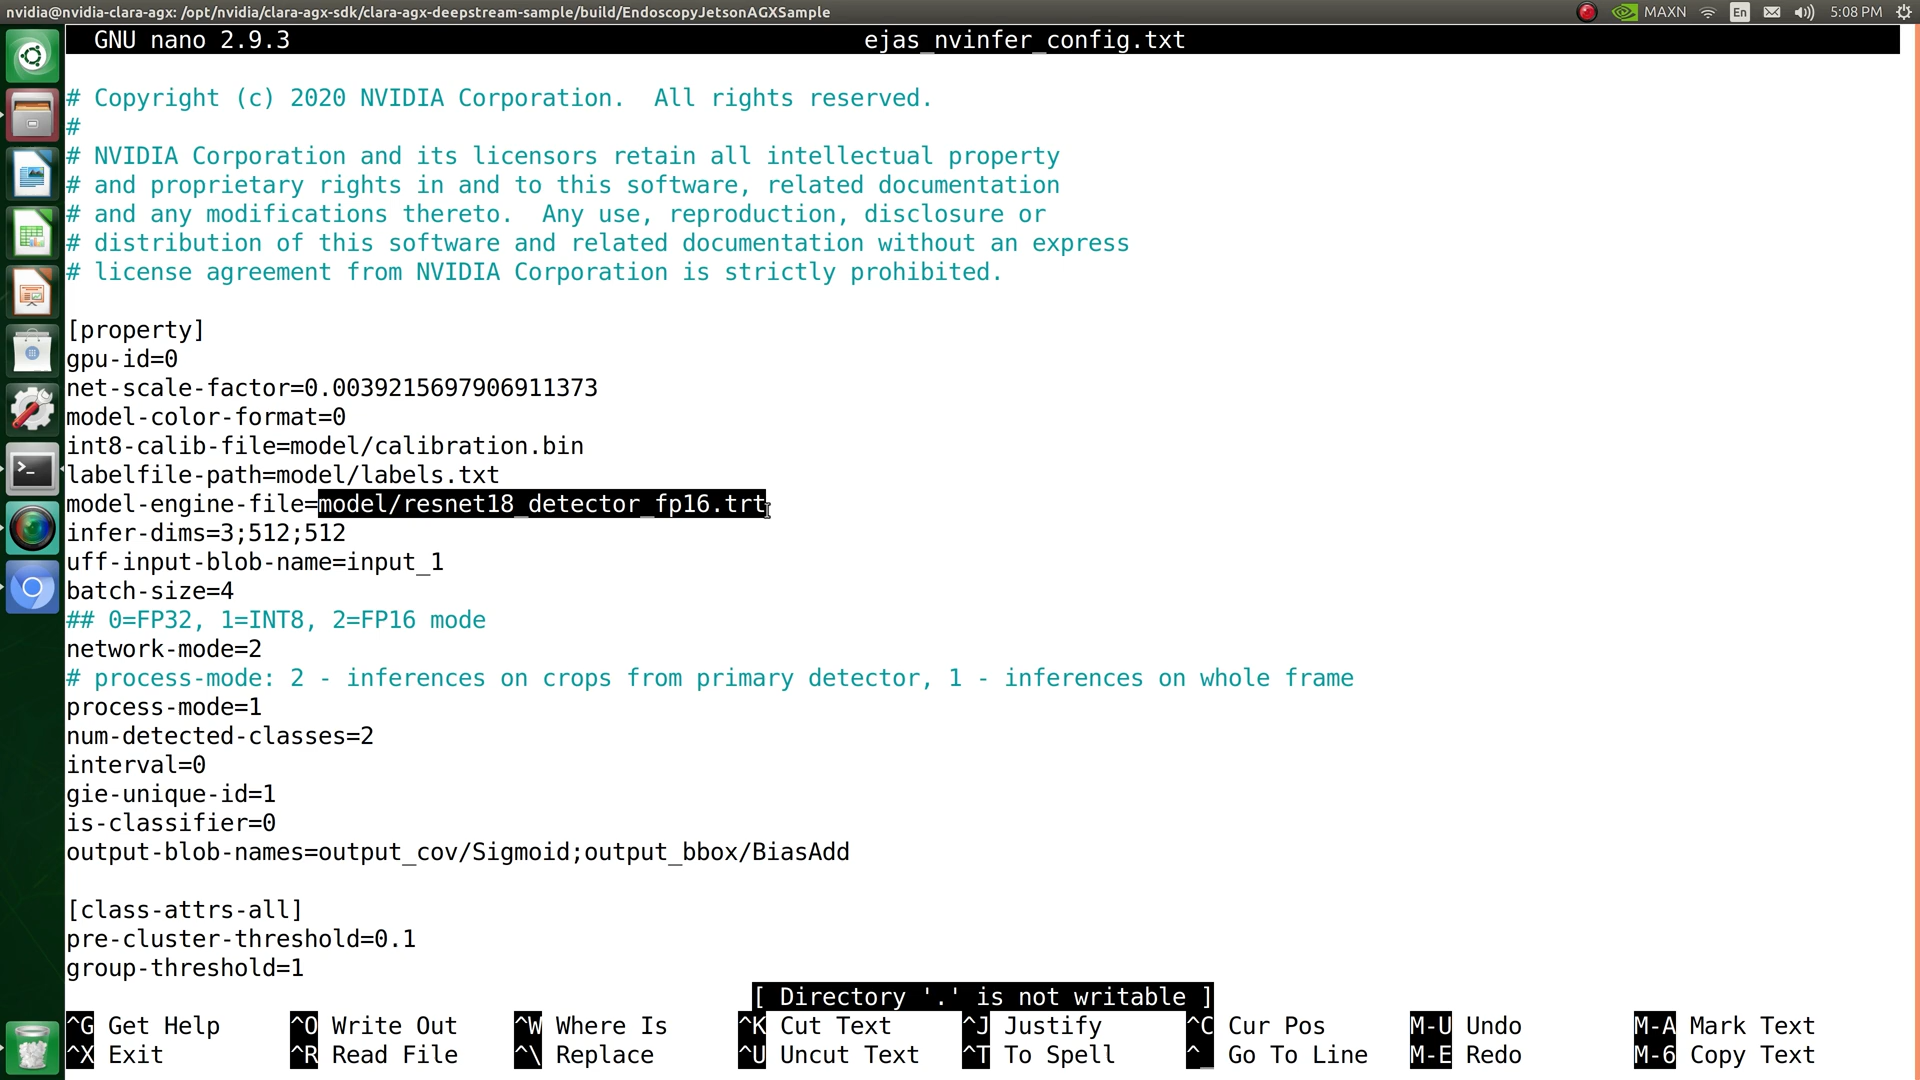 nvidia@nvidia-clara-agx: /opt/nvidia/clara-agx-sdk/clara-agx-deepstream-sample/build/EndoscopyJetsonAGXSample
MAXN En 5:08 PM
GNU nano 2.9.3 ejas_nvinfer_config.txt
# Copyright (c) 2020 NVIDIA Corporation.  All rights reserved.
#
# NVIDIA Corporation and its licensors retain all intellectual property
# and proprietary rights in and to this software, related documentation
# and any modifications thereto.  Any use, reproduction, disclosure or
# distribution of this software and related documentation without an express
# license agreement from NVIDIA Corporation is strictly prohibited.
[property]
gpu-id=0
net-scale-factor=0.0039215697906911373
model-color-format=0
int8-calib-file=model/calibration.bin
labelfile-path=model/labels.txt
model-engine-file=model/resnet18_detector_fp16.trt
infer-dims=3;512;512
uff-input-blob-name=input_1
batch-size=4
## 0=FP32, 1=INT8, 2=FP16 mode
network-mode=2
# process-mode: 2 - inferences on crops from primary detector, 1 - inferences on whole frame
process-mode=1
num-detected-classes=2
interval=0
gie-unique-id=1
is-classifier=0
output-blob-names=output_cov/Sigmoid;output_bbox/BiasAdd
[class-attrs-all]
pre-cluster-threshold=0.1
group-threshold=1
[ Directory '.' is not writable ]
^G Get Help ^O Write Out ^W Where Is ^K Cut Text ^J Justify ^C Cur Pos M-U Undo M-A Mark Text
^X Exit ^R Read File ^\ Replace ^U Uncut Text ^T To Spell ^_ Go To Line M-E Redo M-6 Copy Text